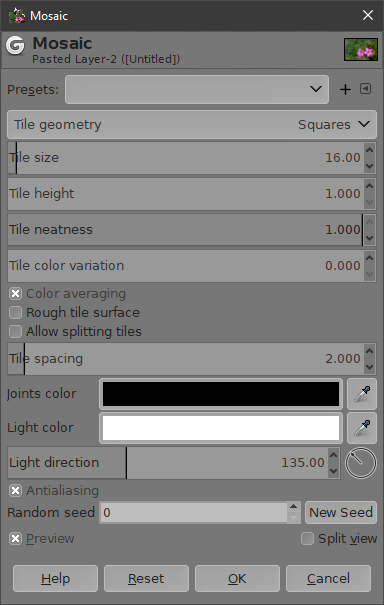 Mosaic
Mosaic
Pasted Layer-2 ([Untitled])
Presets:
Tile geometry Squares
Tile size 16.00
Tile height 1.000
Tile neatness 1.000
Tile color variation 0.000
Color averaging
Rough tile surface
Allow splitting tiles
Tile spacing 2.000
Joints color
Light color
Light direction 135.00
Antialiasing
Random seed 0 New Seed
Preview Split view
Help Reset OK Cancel